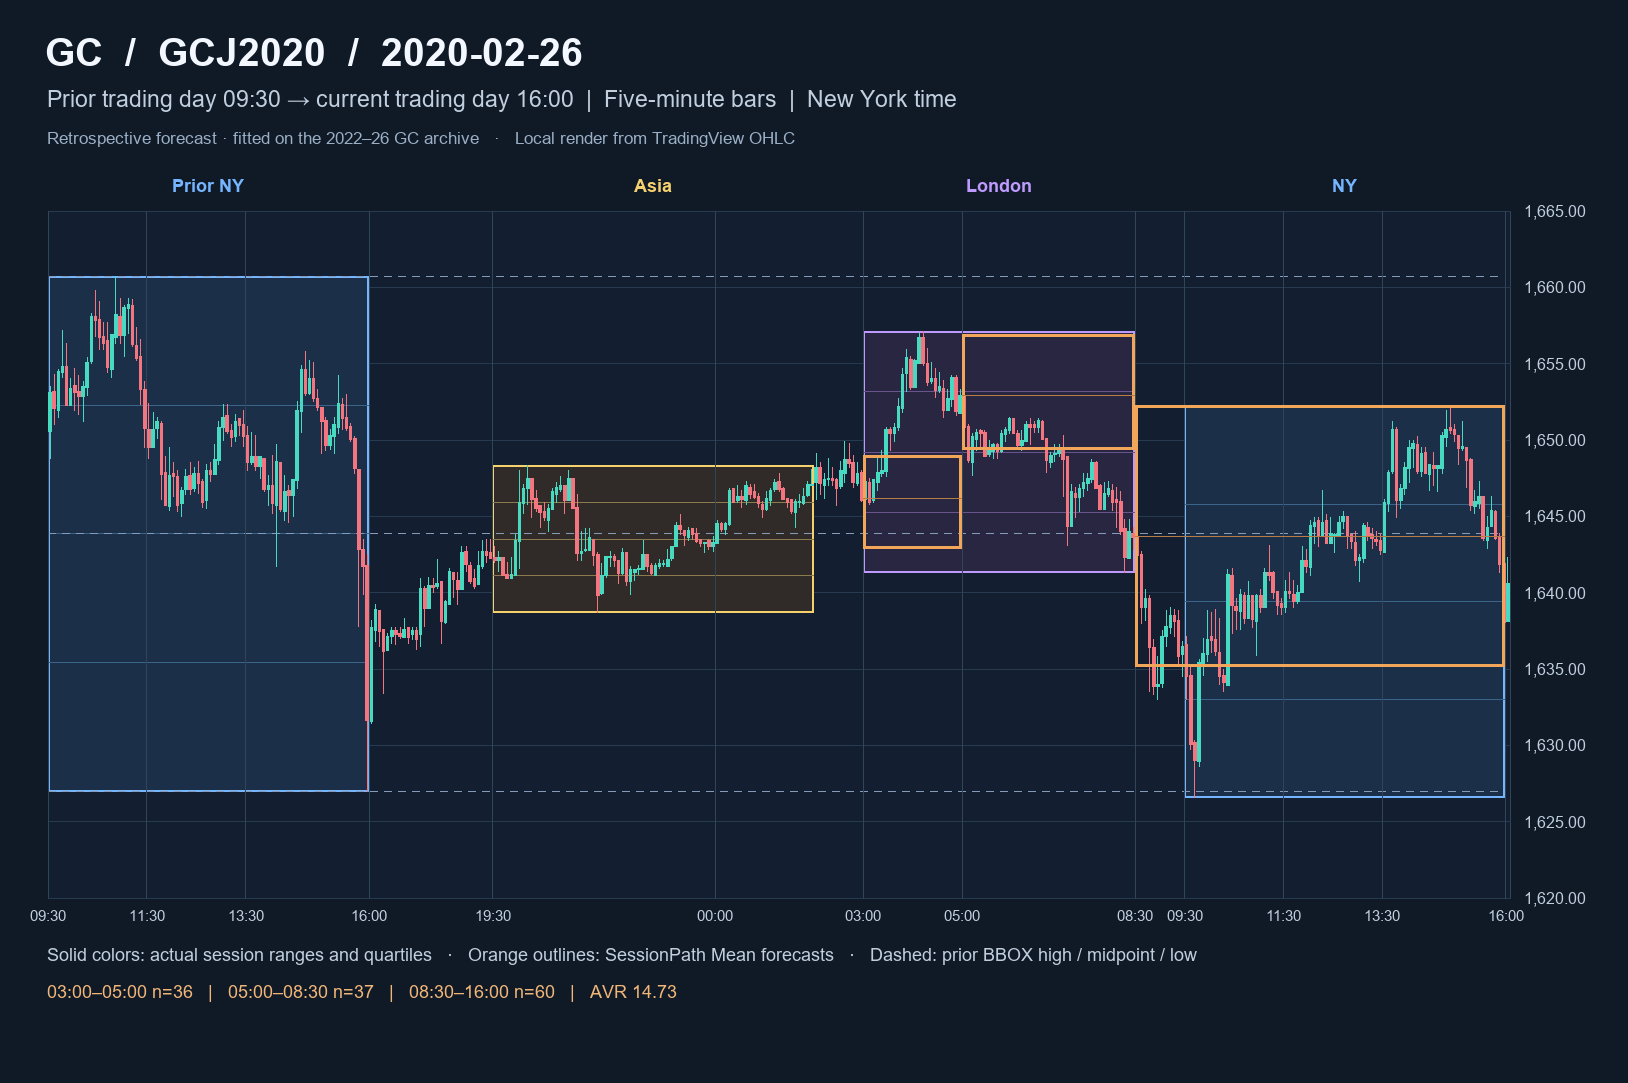 GC / GCJ2020 / 2020-02-26
Prior trading day 09:30 → current trading day 16:00 | Five-minute bars | New York time
Retrospective forecast · fitted on the 2022–26 GC archive · Local render from TradingView OHLC
Prior NY Asia London NY
1,665.00
1,660.00
1,655.00
1,650.00
1,645.00
1,640.00
1,635.00
1,630.00
1,625.00
1,620.00
09:30 11:30 13:30 16:00 19:30 00:00 03:00 05:00 08:30 09:30 11:30 13:30 16:00
Solid colors: actual session ranges and quartiles · Orange outlines: SessionPath Mean forecasts · Dashed: prior BBOX high / midpoint / low
03:00–05:00 n=36 | 05:00–08:30 n=37 | 08:30–16:00 n=60 | AVR 14.73